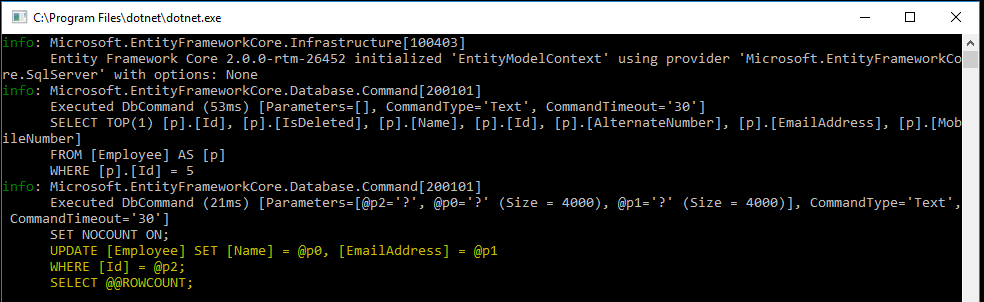 C:\Program Files\dotnet\dotnet.exe
info: Microsoft.EntityFrameworkCore.Infrastructure[100403]
      Entity Framework Core 2.0.0-rtm-26452 initialized 'EntityModelContext' using provider 'Microsoft.EntityFrameworkCo
re.SqlServer' with options: None
info: Microsoft.EntityFrameworkCore.Database.Command[200101]
      Executed DbCommand (53ms) [Parameters=[], CommandType='Text', CommandTimeout='30']
      SELECT TOP(1) [p].[Id], [p].[IsDeleted], [p].[Name], [p].[Id], [p].[AlternateNumber], [p].[EmailAddress], [p].[Mob
ileNumber]
      FROM [Employee] AS [p]
      WHERE [p].[Id] = 5
info: Microsoft.EntityFrameworkCore.Database.Command[200101]
      Executed DbCommand (21ms) [Parameters=[@p2='?', @p0='?' (Size = 4000), @p1='?' (Size = 4000)], CommandType='Text',
 CommandTimeout='30']
      SET NOCOUNT ON;
      UPDATE [Employee] SET [Name] = @p0, [EmailAddress] = @p1
      WHERE [Id] = @p2;
      SELECT @@ROWCOUNT;